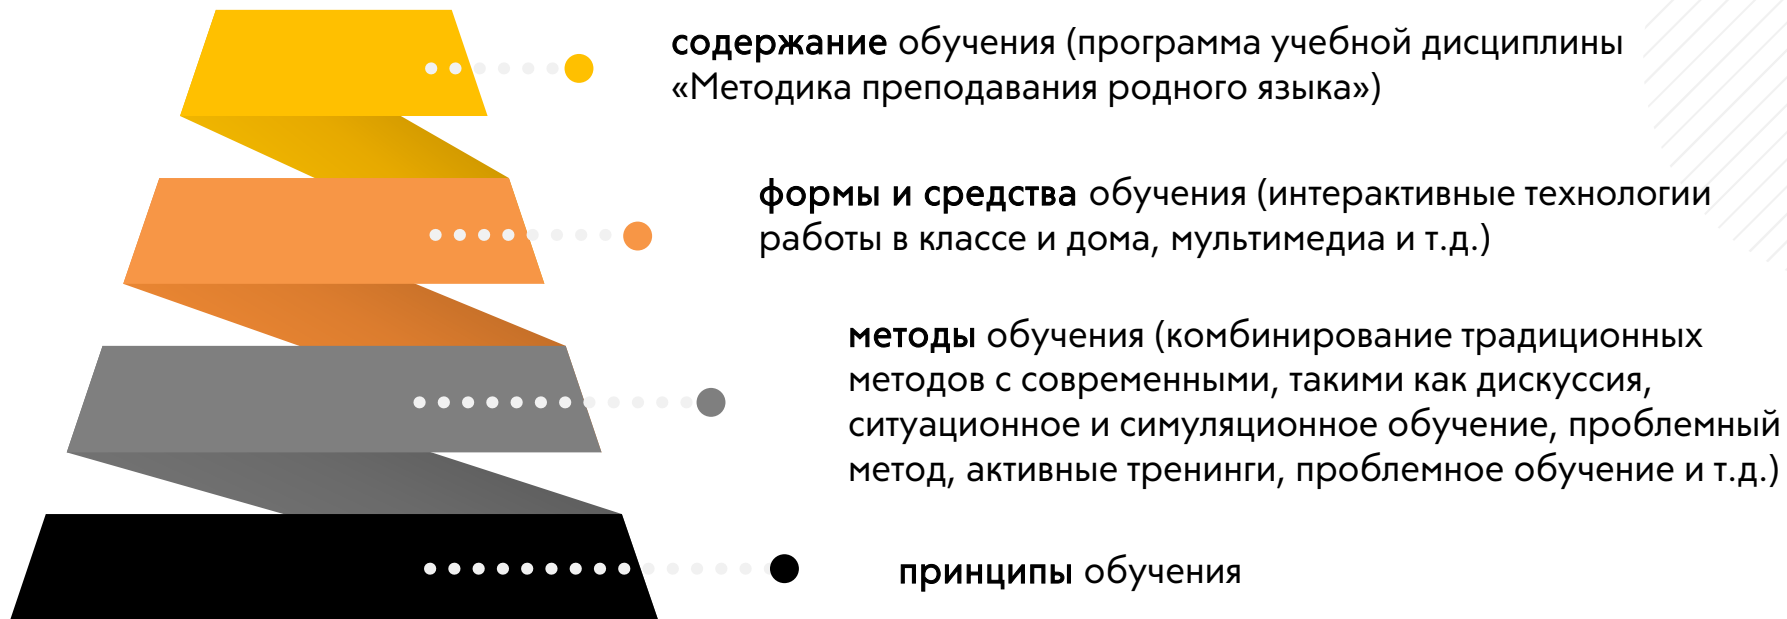 содержание обучения (программа учебной дисциплины
«Методика преподавания родного языка»)
формы и средства обучения (интерактивные технологии
работы в классе и дома, мультимедиа и т.д.)
методы обучения (комбинирование традиционных
методов с современными, такими как дискуссия,
ситуационное и симуляционное обучение, проблемный
метод, активные тренинги, проблемное обучение и т.д.)
принципы обучения